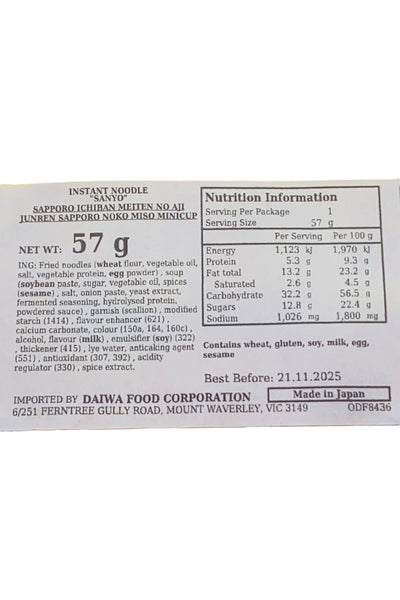 INSTANT NOODLE
"SANYO"
SAPPORO ICHIBAN MEITEN NO AJI
JUNREN SAPPORO NOKO MISO MINICUP
NET WT: 57 g
ING: Fried noodles (wheat flour, vegetable oil,
salt, vegetable protein, egg powder) , soup
(soybean paste, sugar, vegetable oil, spices
(sesame) , salt, onion paste, yeast extract,
fermented seasoning, hydrolysed protein,
powdered sauce) , garnish (scallion) , modified
starch (1414) , flavour enhancer (621) ,
calcium carbonate, colour (150a, 164, 160c),
alcohol, flavour (milk) , emulsifier (soy) (322)
, thickener (415) , lye water, anticaking agent
(551) , antioxidant (307, 392) , acidity
regulator (330) , spice extract.
Nutrition Information
Serving Per Package 1
Serving Size 57 g
Per Serving Per 100 g
Energy 1,123 kJ 1,970 kJ
Protein 5.3 g 9.3 g
Fat total 13.2 g 23.2 g
Saturated 2.6 g 4.5 g
Carbohydrate 32.2 g 56.5 g
Sugars 12.8 g 22.4 g
Sodium 1,026 mg 1,800 mg
Contains wheat, gluten, soy, milk, egg,
sesame
Best Before: 21.11.2025
IMPORTED BY DAIWA FOOD CORPORATION Made in Japan
6/251 FERNTREE GULLY ROAD, MOUNT WAVERLEY, VIC 3149 ODF8436